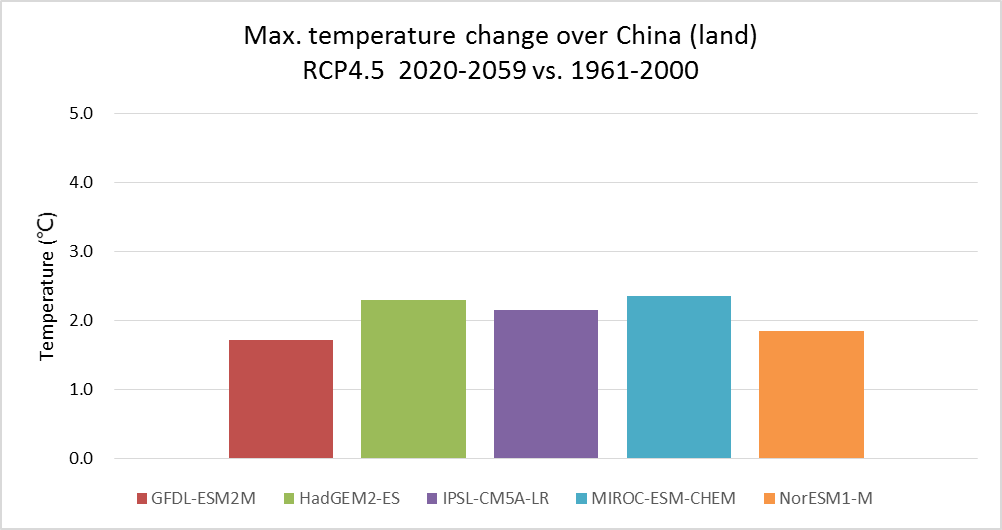 Max. temperature change over China (land)
RCP4.5 2020-2059 vs. 1961-2000
5.0
4.0
3.0
2.0
1.0
0.0
Temperature (℃)
GFDL-ESM2M HadGEM2-ES IPSL-CM5A-LR MIROC-ESM-CHEM NorESM1-M